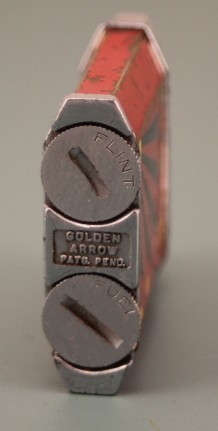 FLINT
GOLDEN
ARROW
PATS. PEND.
FUEL